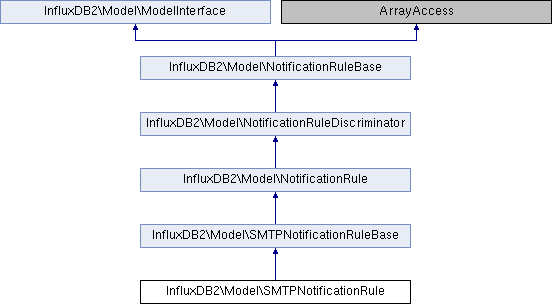 InfluxDB2\Model\ModelInterface
ArrayAccess
InfluxDB2\Model\NotificationRuleBase
InfluxDB2\Model\NotificationRuleDiscriminator
InfluxDB2\Model\NotificationRule
InfluxDB2\Model\SMTPNotificationRuleBase
InfluxDB2\Model\SMTPNotificationRule